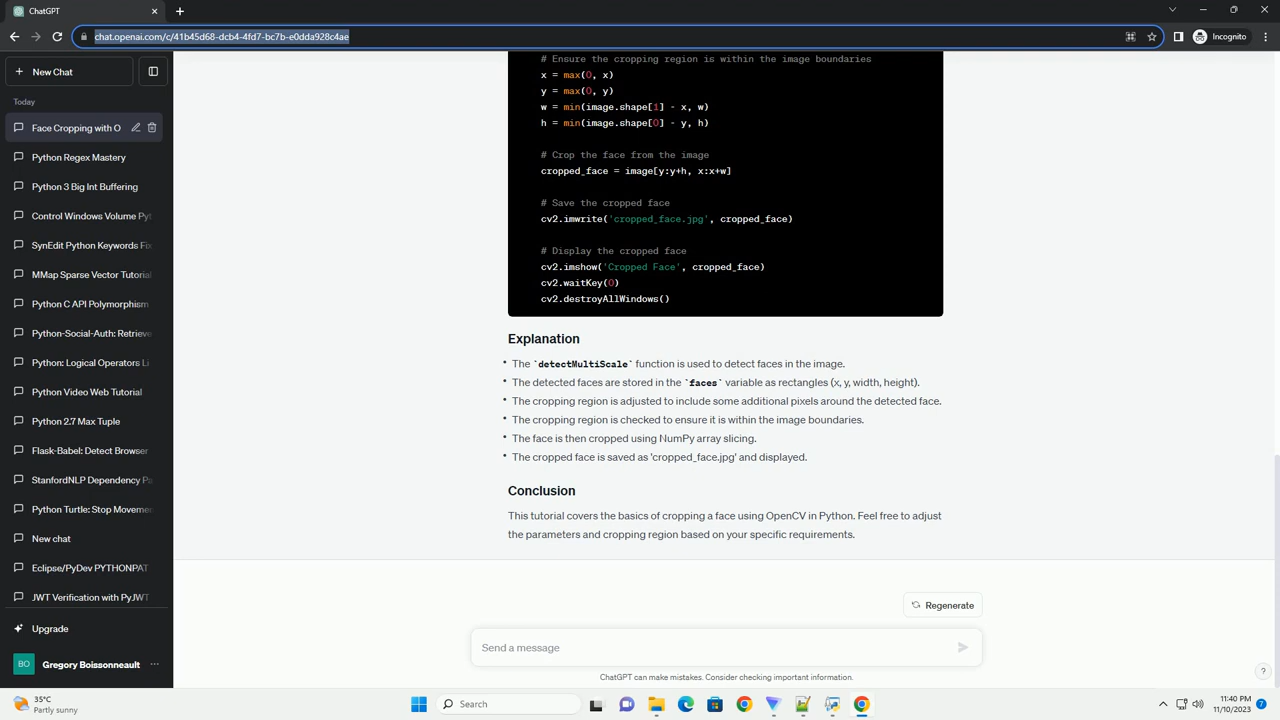 ChatGPT
chat.openai.com/c/41b45d68-dcb4-4fd7-bc7b-e0dda928c4ae
Incognito
New Chat
Today
Face Cropping with O
Python Regex Mastery
Python 3 Big Int Buffering
Control Windows Volume Pyt
SynEdit Python Keywords Fix
MMap Sparse Vector Tutorial
Python C API Polymorphism
Python-Social-Auth: Retrieve
Python Logical Operators Li
Python Video Web Tutorial
Python 2.7 Max Tuple
Flask-Babel: Detect Browser
StanfordNLP Dependency Pa
Python Turtle: Stop Movemen
New chat
Eclipse/PyDev PYTHONPAT
JWT Verification with PyJWT
Upgrade
BO Gregory Boissonneault
# Ensure the cropping region is within the image boundaries
x = max(0, x)
y = max(0, y)
w = min(image.shape[1] - x, w)
h = min(image.shape[0] - y, h)
# Crop the face from the image
cropped_face = image[y:y+h, x:x+w]
# Save the cropped face
cv2.imwrite('cropped_face.jpg', cropped_face)
# Display the cropped face
cv2.imshow('Cropped Face', cropped_face)
cv2.waitKey(0)
cv2.destroyAllWindows()
Explanation
• The `detectMultiScale` function is used to detect faces in the image.
• The detected faces are stored in the `faces` variable as rectangles (x, y, width, height).
• The cropping region is adjusted to include some additional pixels around the detected face.
• The cropping region is checked to ensure it is within the image boundaries.
• The face is then cropped using NumPy array slicing.
• The cropped face is saved as 'cropped_face.jpg' and displayed.
Conclusion
This tutorial covers the basics of cropping a face using OpenCV in Python. Feel free to adjust
the parameters and cropping region based on your specific requirements.
Regenerate
Send a message
ChatGPT can make mistakes. Consider checking important information.
?
35°C
Partly sunny
Search
11:40 PM
11/10/2023
7